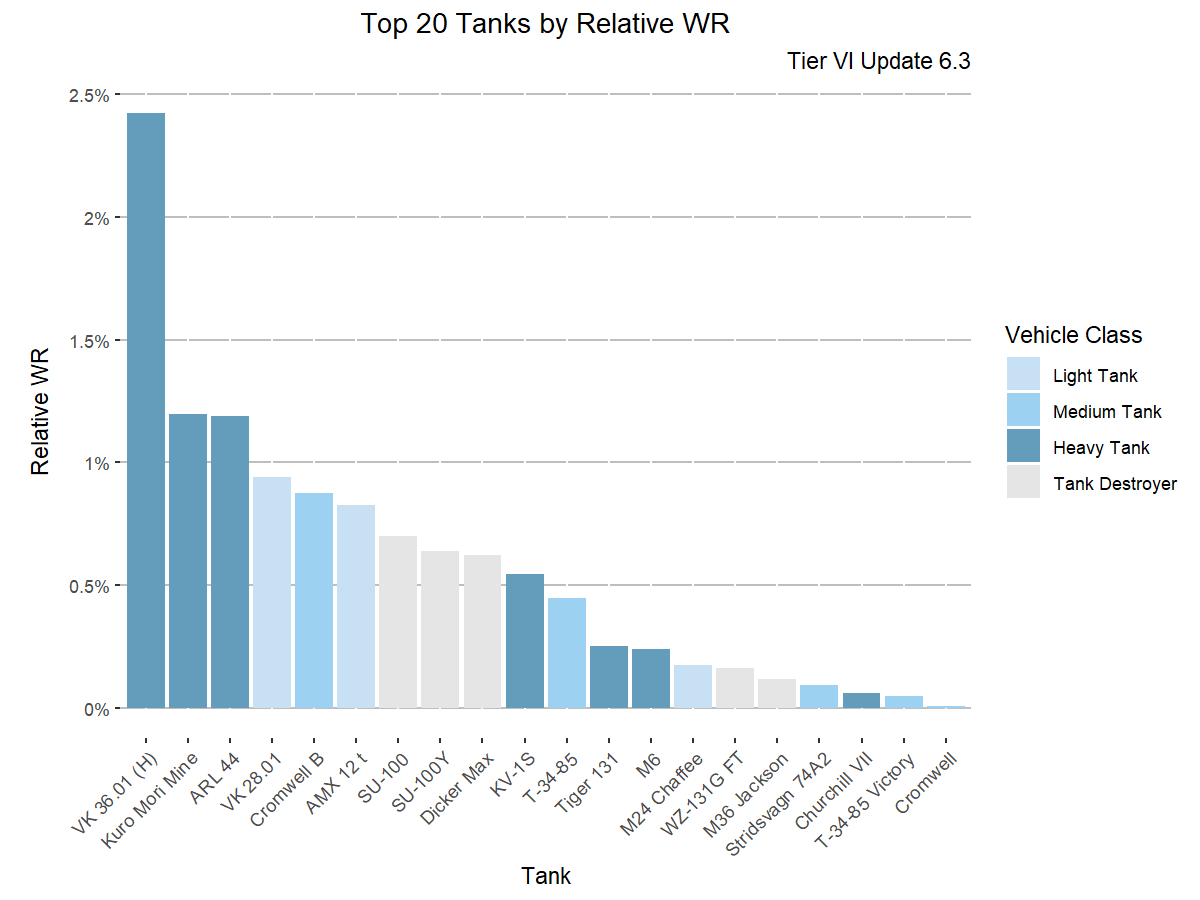 Top 20 Tanks by Relative WR
Tier VI Update 6.3
2.5%
2%
1.5%
1%
0.5%
0%
Relative WR
VK 36.01 (H)
Kuro Mori Mine
ARL 44
VK 28.01
Cromwell B
AMX 12 t
SU-100
SU-100Y
Dicker Max
KV-1S
T-34-85
Tiger 131
M6
M24 Chaffee
WZ-131G FT
M36 Jackson
Stridsvagn 74A2
Churchill VII
T-34-85 Victory
Cromwell
Tank
Vehicle Class
Light Tank
Medium Tank
Heavy Tank
Tank Destroyer